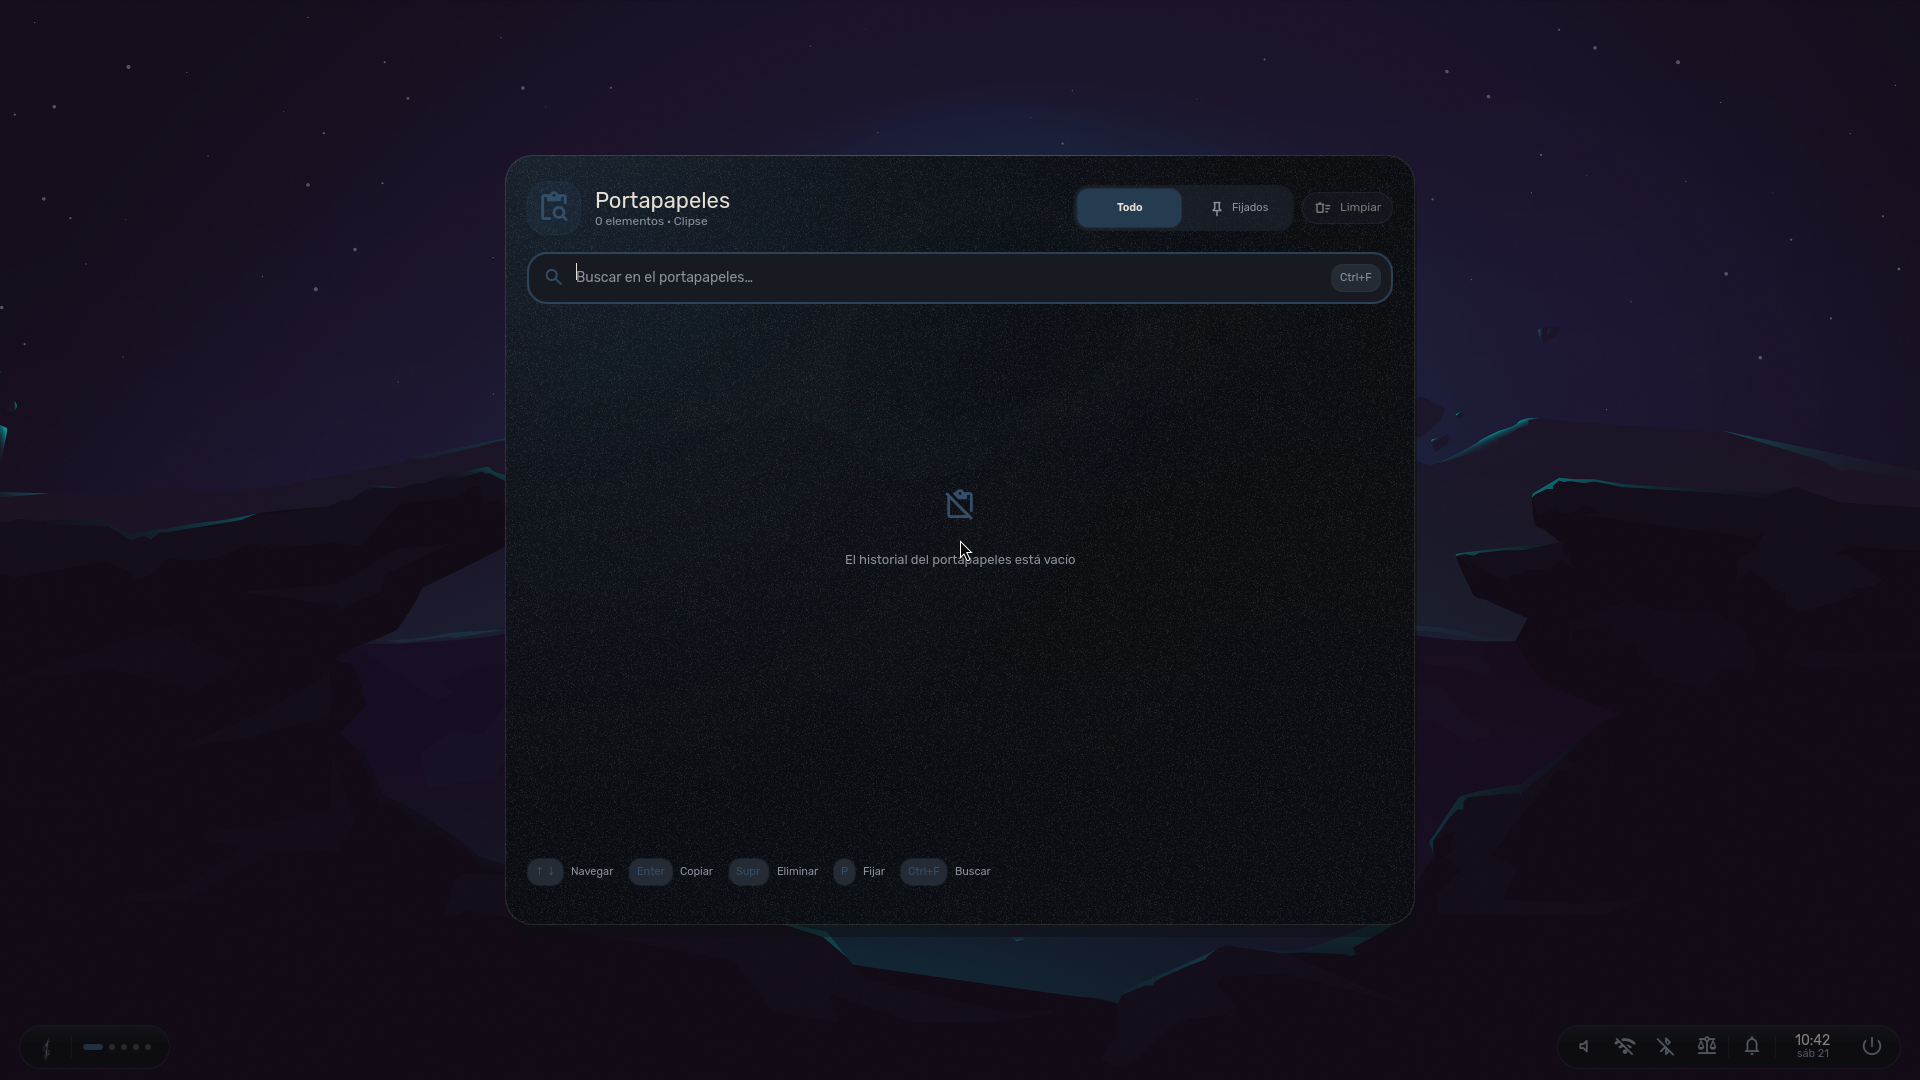 Portapapeles
0 elementos • Clipse
Todo
Fijados
Limpiar
Buscar en el portapapeles...
Ctrl+F
El historial del portapapeles está vacío
↑ ↓ Navegar Enter Copiar Supr Eliminar P Fijar Ctrl+F Buscar
10:42
sáb 21